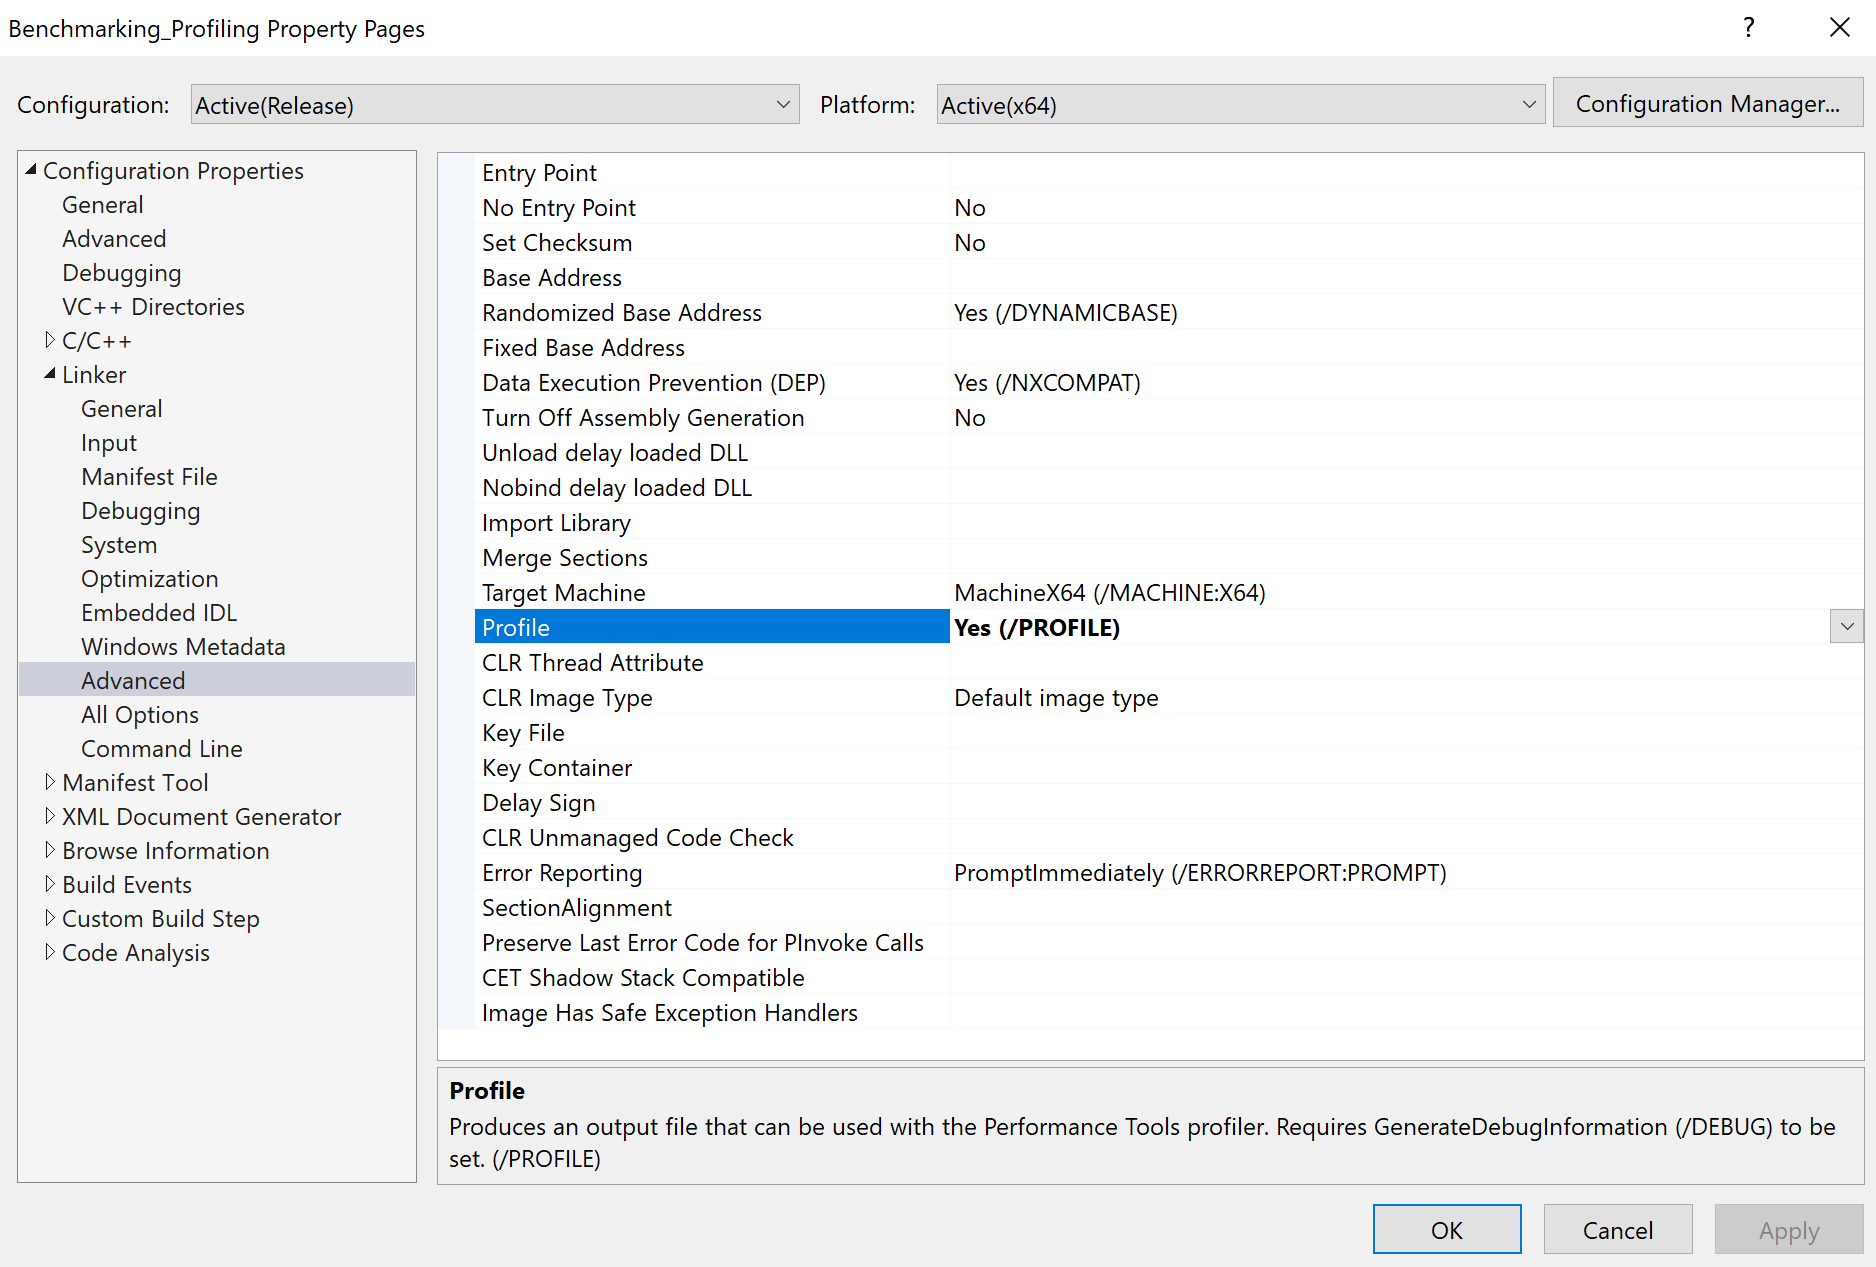 Benchmarking_Profiling Property Pages
?
Configuration: Active(Release) Platform: Active(x64) Configuration Manager...
Configuration Properties
General
Advanced
Debugging
VC++ Directories
C/C++
Linker
General
Input
Manifest File
Debugging
System
Optimization
Embedded IDL
Windows Metadata
Advanced
All Options
Command Line
Manifest Tool
XML Document Generator
Browse Information
Build Events
Custom Build Step
Code Analysis
Entry Point
No Entry Point No
Set Checksum No
Base Address
Randomized Base Address Yes (/DYNAMICBASE)
Fixed Base Address
Data Execution Prevention (DEP) Yes (/NXCOMPAT)
Turn Off Assembly Generation No
Unload delay loaded DLL
Nobind delay loaded DLL
Import Library
Merge Sections
Target Machine MachineX64 (/MACHINE:X64)
Profile Yes (/PROFILE)
CLR Thread Attribute
CLR Image Type Default image type
Key File
Key Container
Delay Sign
CLR Unmanaged Code Check
Error Reporting PromptImmediately (/ERRORREPORT:PROMPT)
SectionAlignment
Preserve Last Error Code for PInvoke Calls
CET Shadow Stack Compatible
Image Has Safe Exception Handlers
Profile
Produces an output file that can be used with the Performance Tools profiler. Requires GenerateDebugInformation (/DEBUG) to be
set. (/PROFILE)
OK Cancel Apply